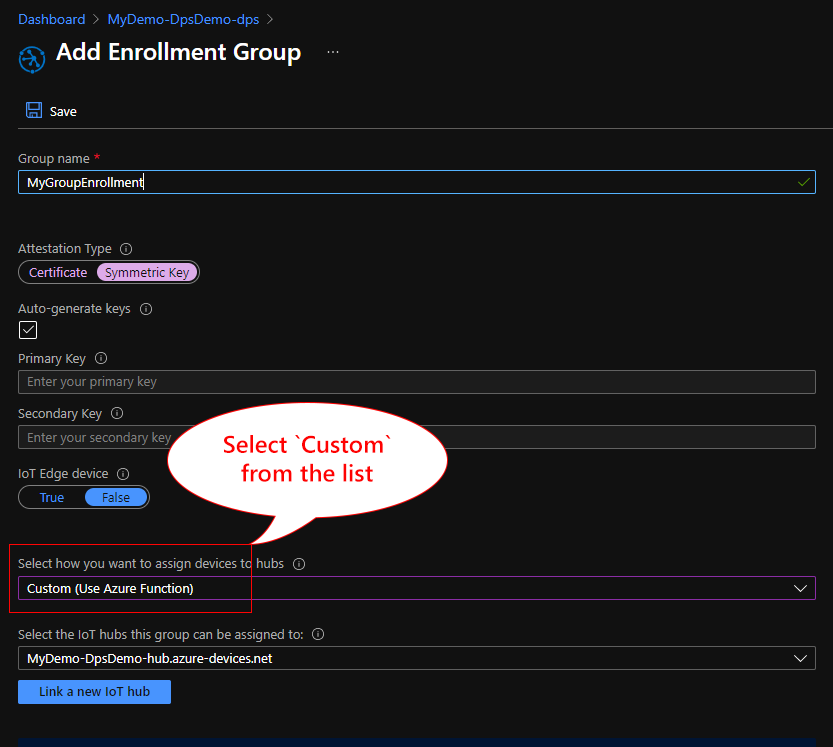 Dashboard > MyDemo-DpsDemo-dps >
Add Enrollment Group ...
Save
Group name *
MyGroupEnrollment
Attestation Type
Certificate Symmetric Key
Auto-generate keys
Primary Key
Enter your primary key
Secondary Key
Enter your secondary key
Select `Custom`
from the list
IoT Edge device
True False
Select how you want to assign devices to hubs
Custom (Use Azure Function)
Select the IoT hubs this group can be assigned to:
MyDemo-DpsDemo-hub.azure-devices.net
Link a new IoT hub